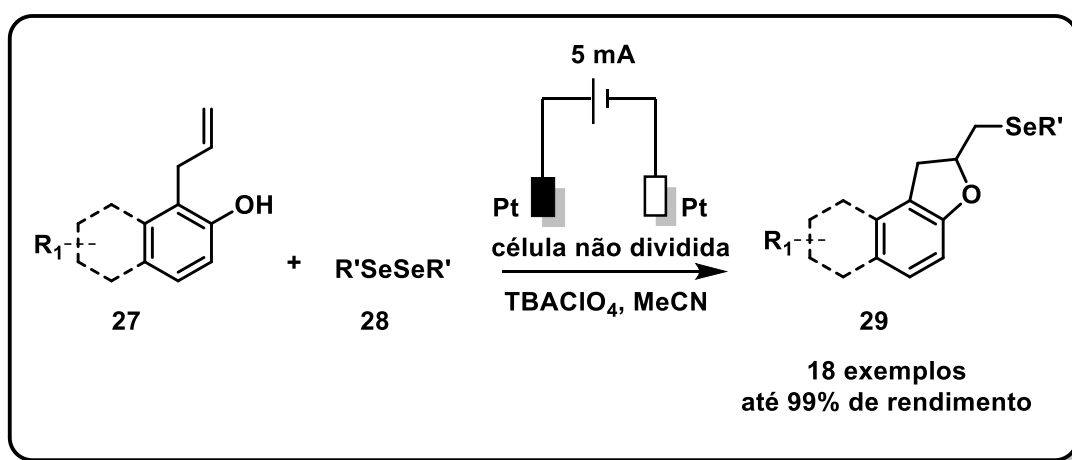 5 mA
SeR'
OH
O
Pt
Pt
R₁
R₁
célula não dividida
+
R'SeSeR'
TBAClO₄, MeCN
27
28
29
18 exemplos
até 99% de rendimento